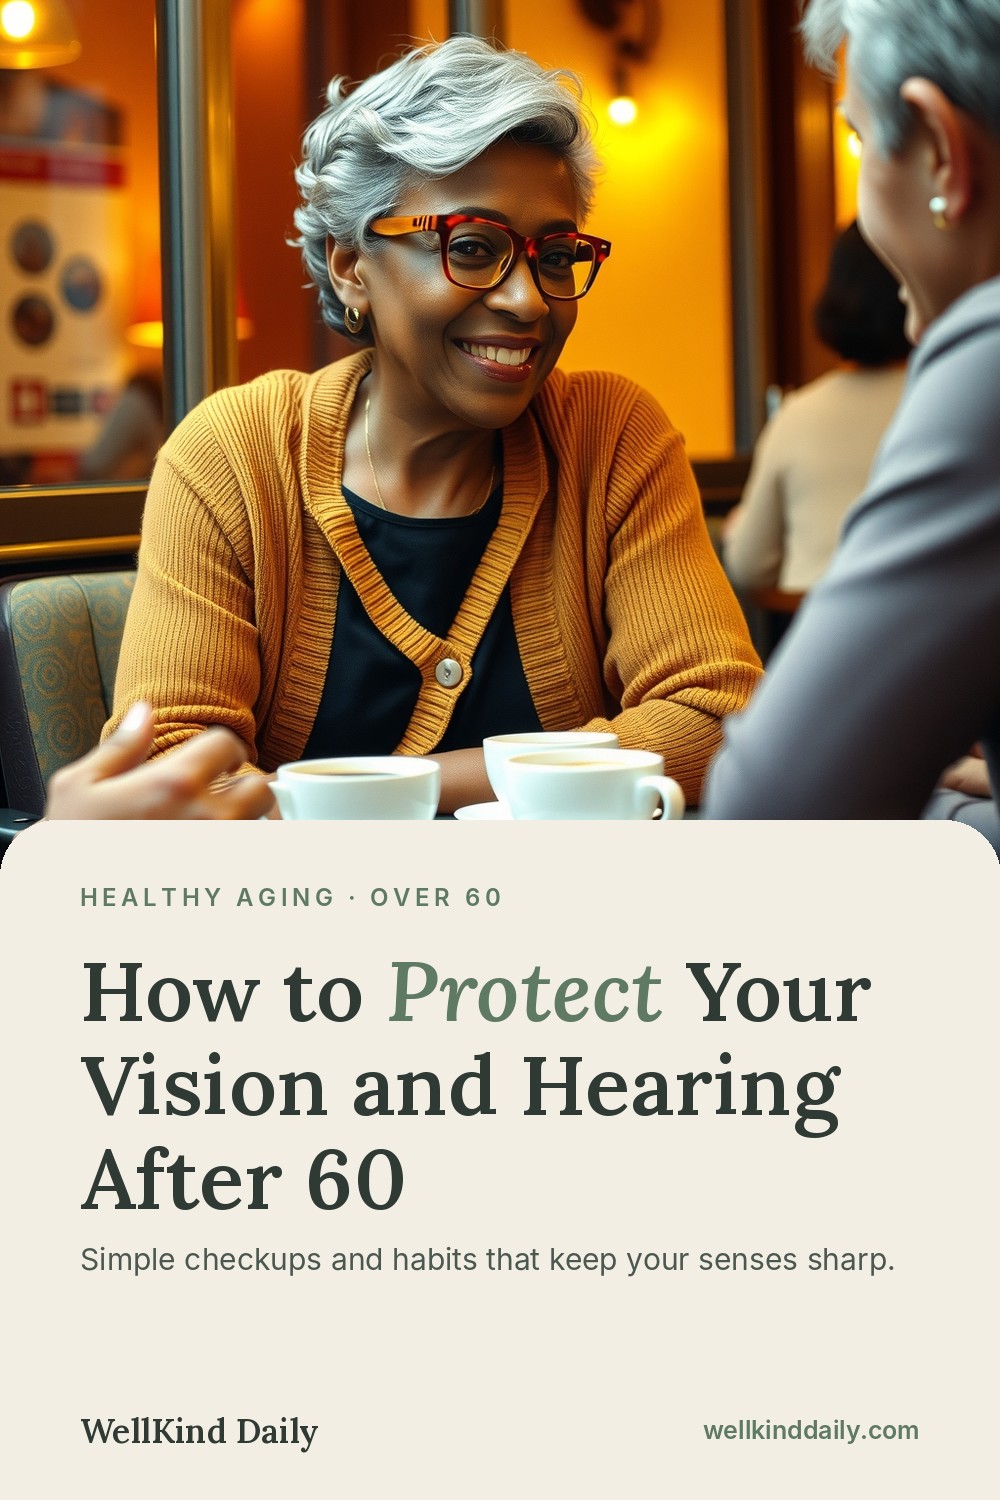 HEALTHY AGING · OVER 60
How to Protect Your
Vision and Hearing
After 60
Simple checkups and habits that keep your senses sharp.
WellKind Daily
wellkinddaily.com